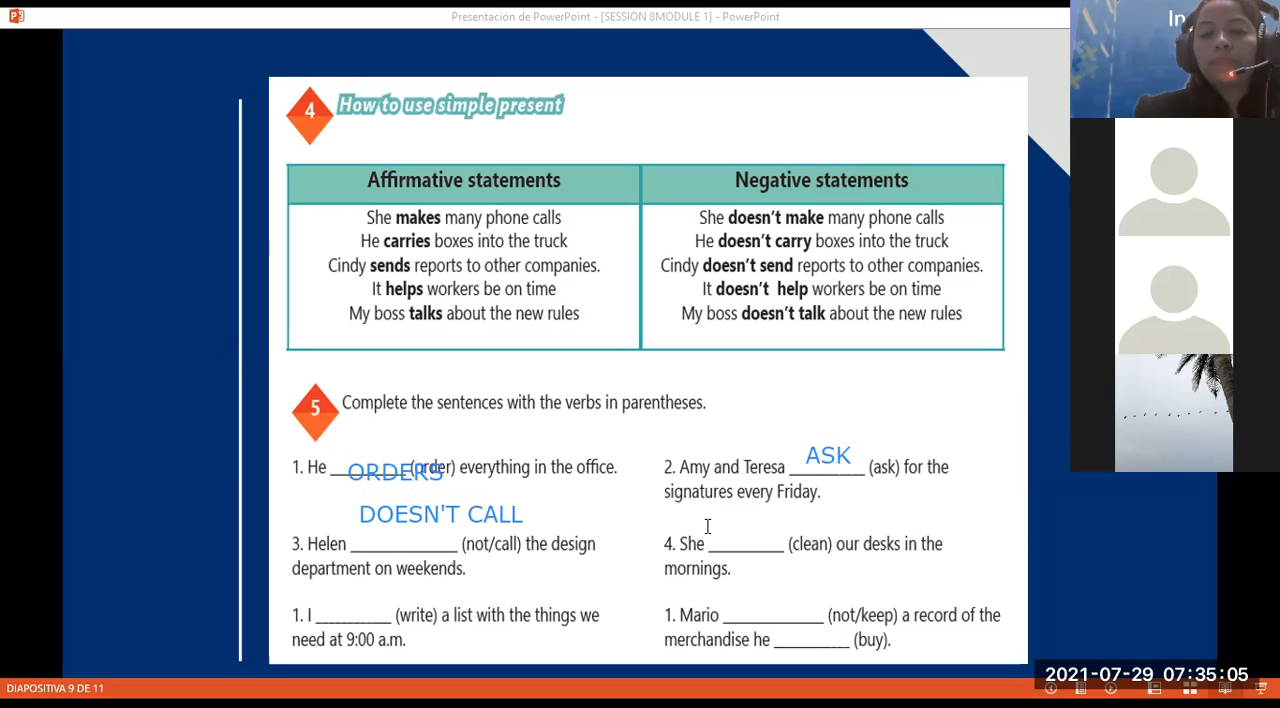 Presentación de PowerPoint - [SESSION 8MODULE 1] - PowerPoint
In
4
How to use simple present
Affirmative statements
Negative statements
She makes many phone calls
She doesn't make many phone calls
He carries boxes into the truck
He doesn't carry boxes into the truck
Cindy sends reports to other companies.
Cindy doesn't send reports to other companies.
It helps workers be on time
It doesn't help workers be on time
My boss talks about the new rules
My boss doesn't talk about the new rules
5
Complete the sentences with the verbs in parentheses.
1. He __________ (order) everything in the office.
ORDERS
2. Amy and Teresa __________ (ask) for the
ASK
signatures every Friday.
DOESN'T CALL
3. Helen ______________ (not/call) the design
department on weekends.
4. She __________ (clean) our desks in the
mornings.
1. I __________ (write) a list with the things we
need at 9:00 a.m.
1. Mario _____________ (not/keep) a record of the
merchandise he __________ (buy).
2021-07-29 07:35:05
DIAPOSITIVA 9 DE 11